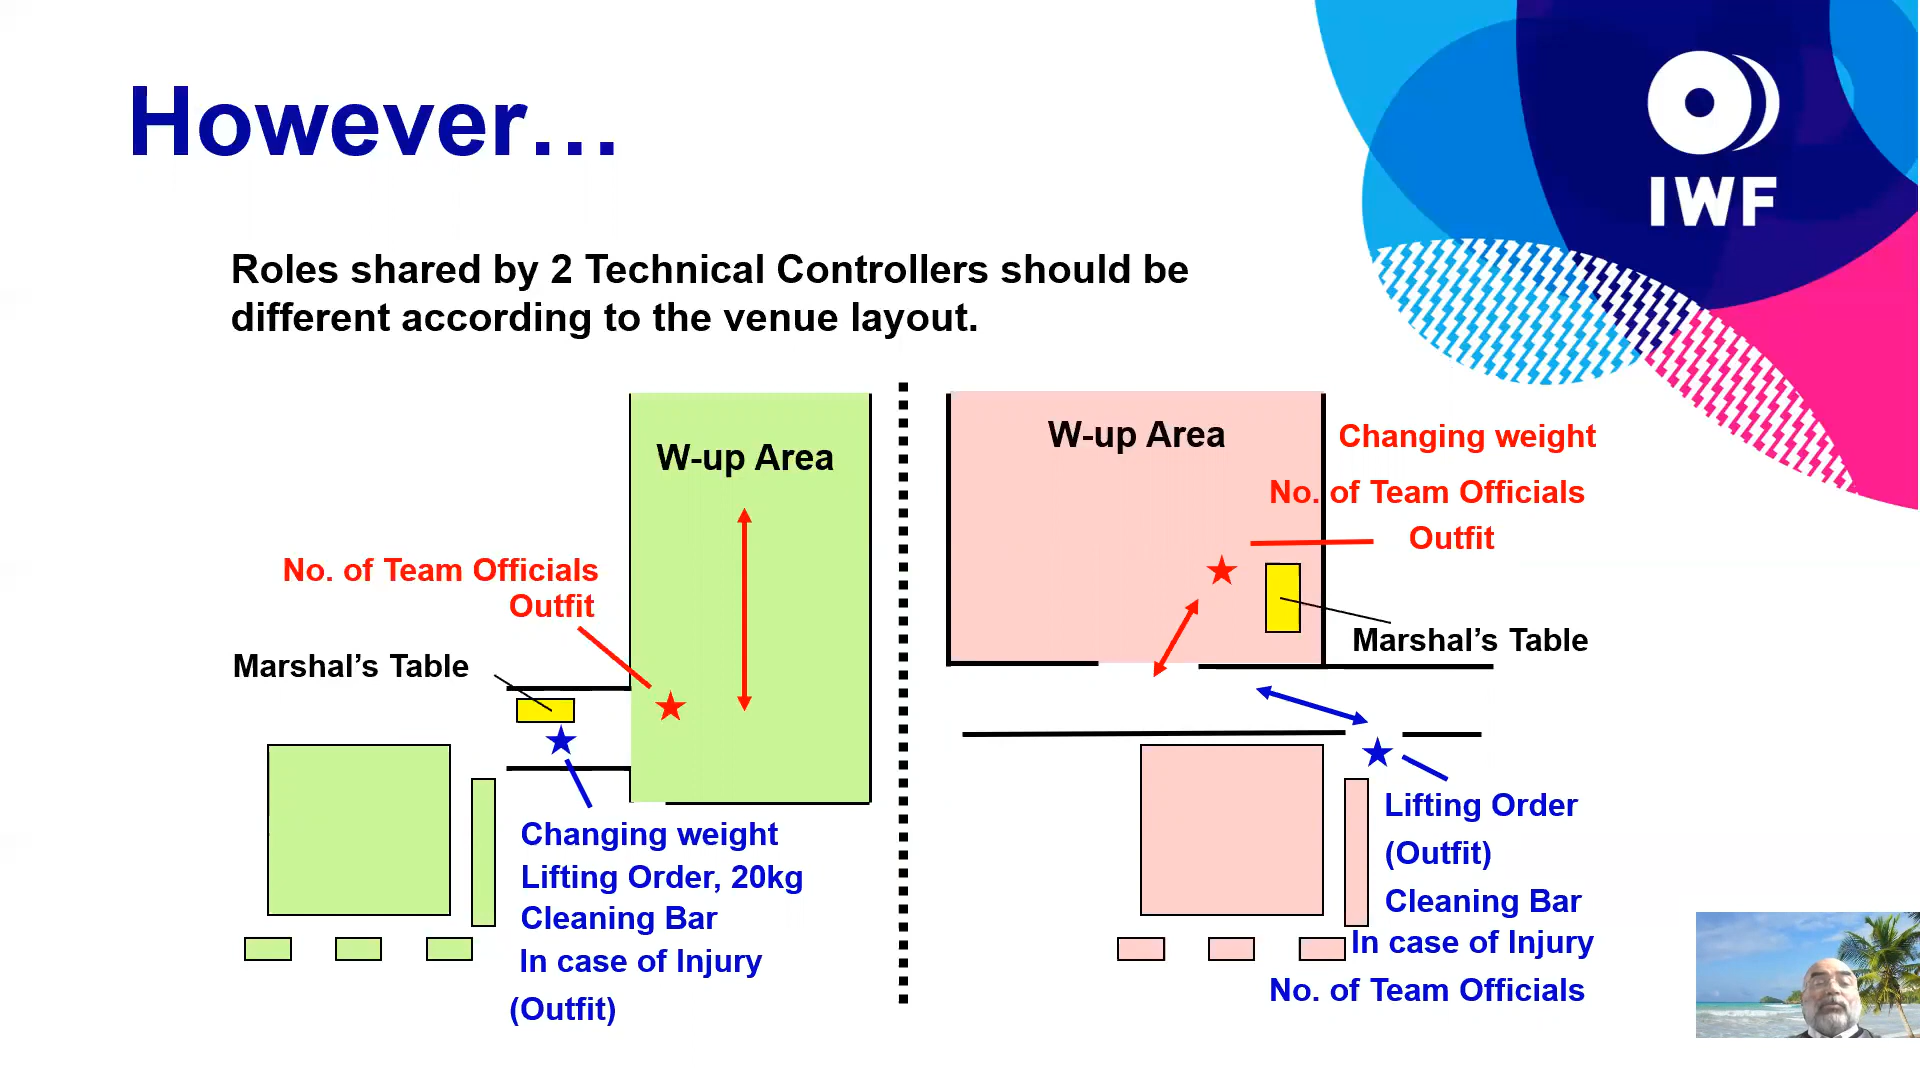 However...
IWF
Roles shared by 2 Technical Controllers should be
different according to the venue layout.
W-up Area
No. of Team Officials
Outfit
Marshal’s Table
Changing weight
Lifting Order, 20kg
Cleaning Bar
In case of Injury
(Outfit)
W-up Area
Changing weight
No. of Team Officials
Outfit
Marshal’s Table
Lifting Order
(Outfit)
Cleaning Bar
In case of Injury
No. of Team Officials